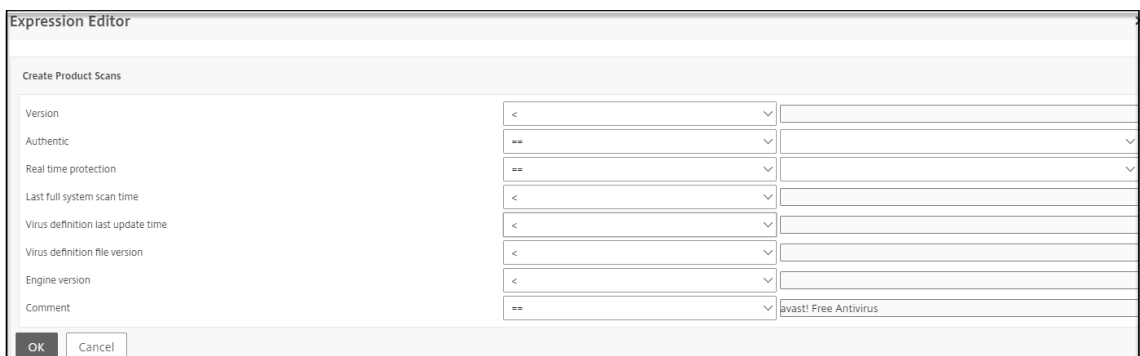 Expression Editor
Create Product Scans
Version <
Authentic ==
Real time protection ==
Last full system scan time <
Virus definition last update time <
Virus definition file version <
Engine version <
Comment == avast! Free Antivirus
OK Cancel